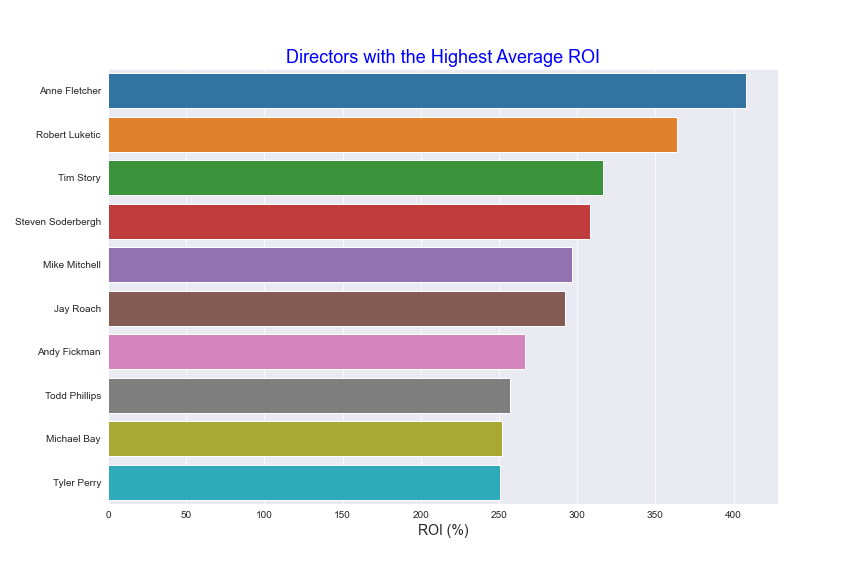 Directors with the Highest Average ROI
Anne Fletcher
Robert Luketic
Tim Story
Steven Soderbergh
Mike Mitchell
Jay Roach
Andy Fickman
Todd Phillips
Michael Bay
Tyler Perry
0 50 100 150 200 250 300 350 400
ROI (%)